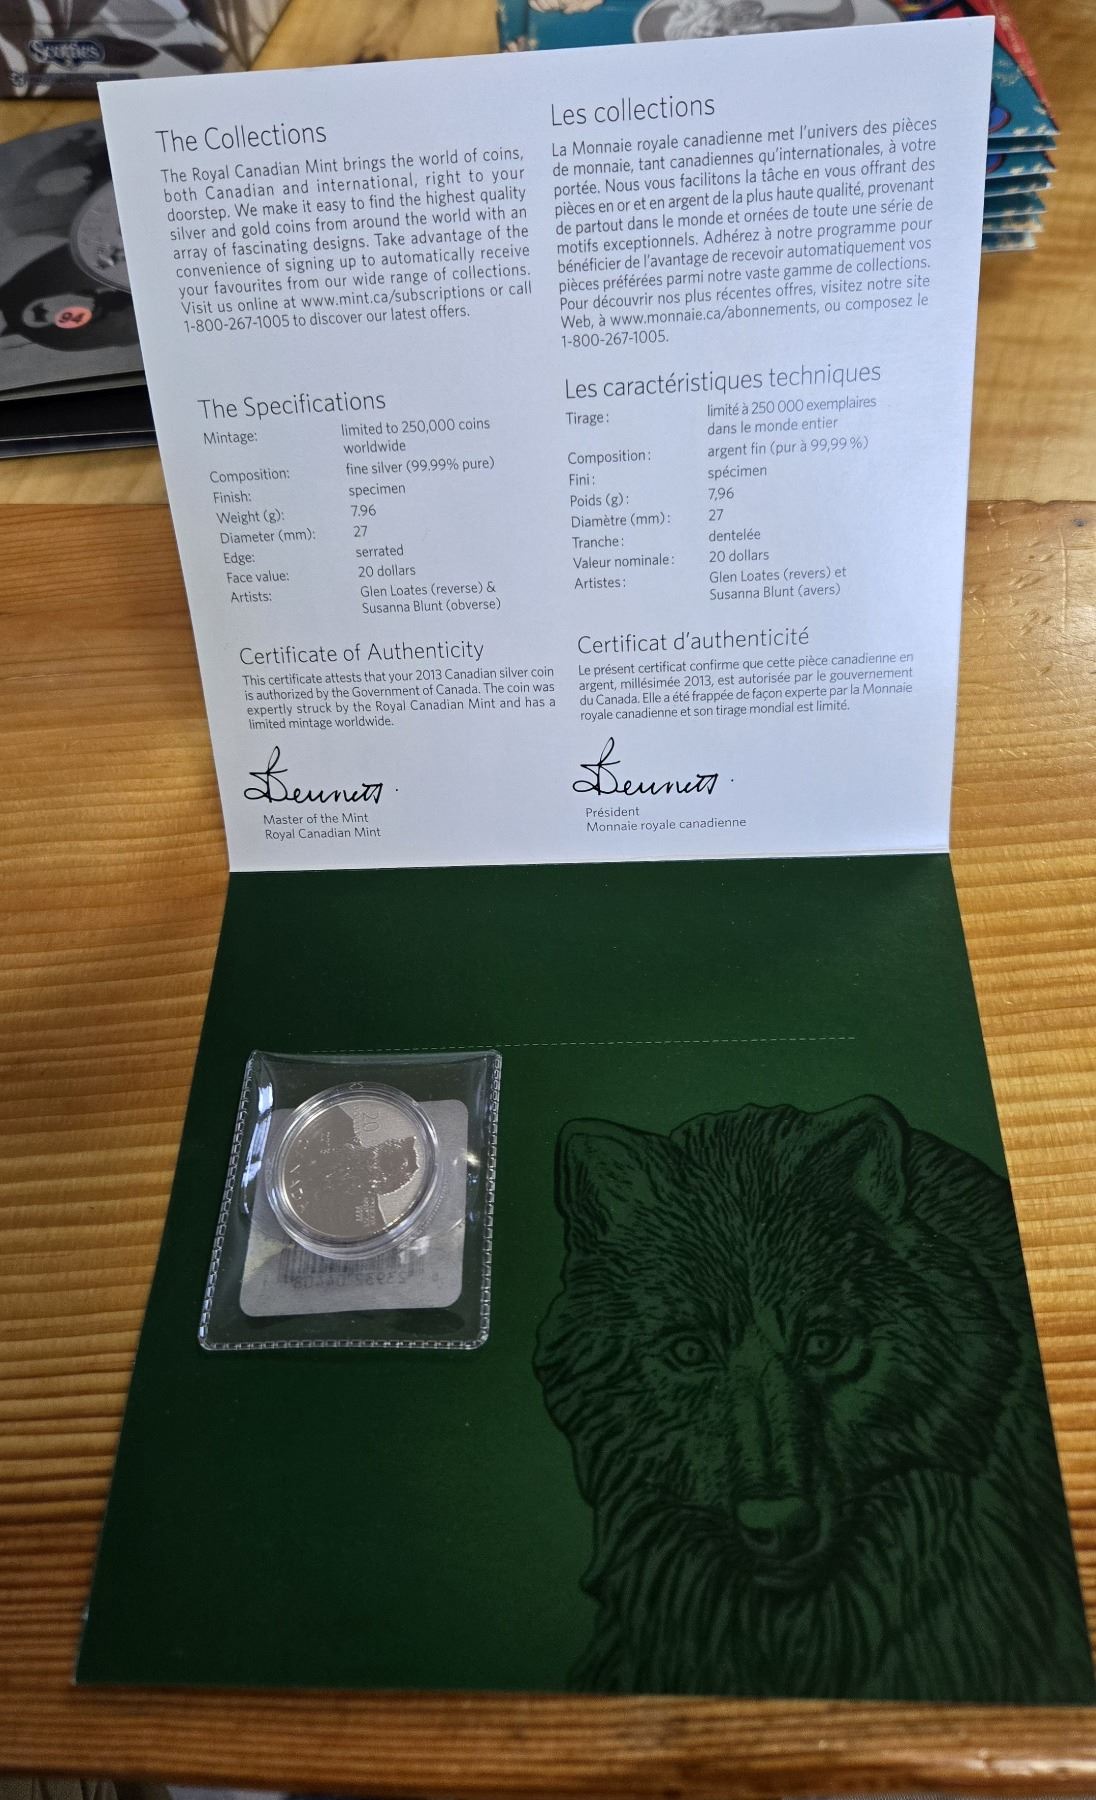 The Collections
The Royal Canadian Mint brings the world of coins,
both Canadian and international, right to your
doorstep. We make it easy to find the highest quality
silver and gold coins from around the world with an
array of fascinating designs. Take advantage of the
convenience of signing up to automatically receive
your favourites from our wide range of collections.
Visit us online at www.mint.ca/subscriptions or call
1-800-267-1005 to discover our latest offers.
The Specifications
Mintage: limited to 250,000 coins
worldwide
Composition: fine silver (99.99% pure)
Finish: specimen
Weight (g): 7.96
Diameter (mm): 27
Edge: serrated
Face value: 20 dollars
Artists: Glen Loates (reverse) &
Susanna Blunt (obverse)
Certificate of Authenticity
This certificate attests that your 2013 Canadian silver coin
is authorized by the Government of Canada. The coin was
expertly struck by the Royal Canadian Mint and has a
limited mintage worldwide.
Bennett
Master of the Mint
Royal Canadian Mint
Les collections
La Monnaie royale canadienne met l'univers des pièces
de monnaie, tant canadiennes qu'internationales, à votre
portée. Nous vous facilitons la tâche en vous offrant des
pièces en or et en argent de la plus haute qualité, provenant
de partout dans le monde et ornées de toute une série de
motifs exceptionnels. Adhérez à notre programme pour
bénéficier de l'avantage de recevoir automatiquement vos
pièces préférées parmi notre vaste gamme de collections.
Pour découvrir nos plus récentes offres, visitez notre site
Web, à www.monnaie.ca/abonnements, ou composez le
1-800-267-1005.
Les caractéristiques techniques
Tirage : limité à 250 000 exemplaires
dans le monde entier
Composition : argent fin (pur à 99,99 %)
Fini : spécimen
Poids (g) : 7,96
Diamètre (mm) : 27
Tranche : dentelée
Valeur nominale : 20 dollars
Artistes : Glen Loates (revers) et
Susanna Blunt (avers)
Certificat d'authenticité
Le présent certificat confirme que cette pièce canadienne en
argent, millésimée 2013, est autorisée par le gouvernement
du Canada. Elle a été frappée de façon experte par la Monnaie
royale canadienne et son tirage mondial est limité.
Bennett
Président
Monnaie royale canadienne
94
20